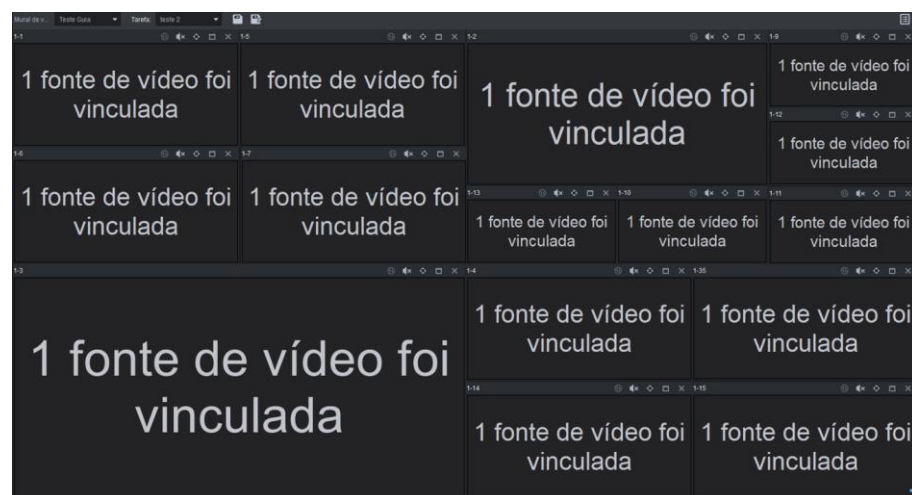 Mural de v... Teste Guia Tarefa: teste 2
1-1
1 fonte de vídeo foi
vinculada
1-5
1 fonte de vídeo foi
vinculada
1-2
1 fonte de vídeo foi
vinculada
1-9
1 fonte de vídeo foi
vinculada
1-12
1 fonte de vídeo foi
vinculada
1-6
1 fonte de vídeo foi
vinculada
1-7
1 fonte de vídeo foi
vinculada
1-13
1 fonte de vídeo foi
vinculada
1-10
1 fonte de vídeo foi
vinculada
1-11
1 fonte de vídeo foi
vinculada
1-3
1 fonte de vídeo foi
vinculada
1-4
1 fonte de vídeo foi
vinculada
1-35
1 fonte de vídeo foi
vinculada
1-14
1 fonte de vídeo foi
vinculada
1-15
1 fonte de vídeo foi
vinculada